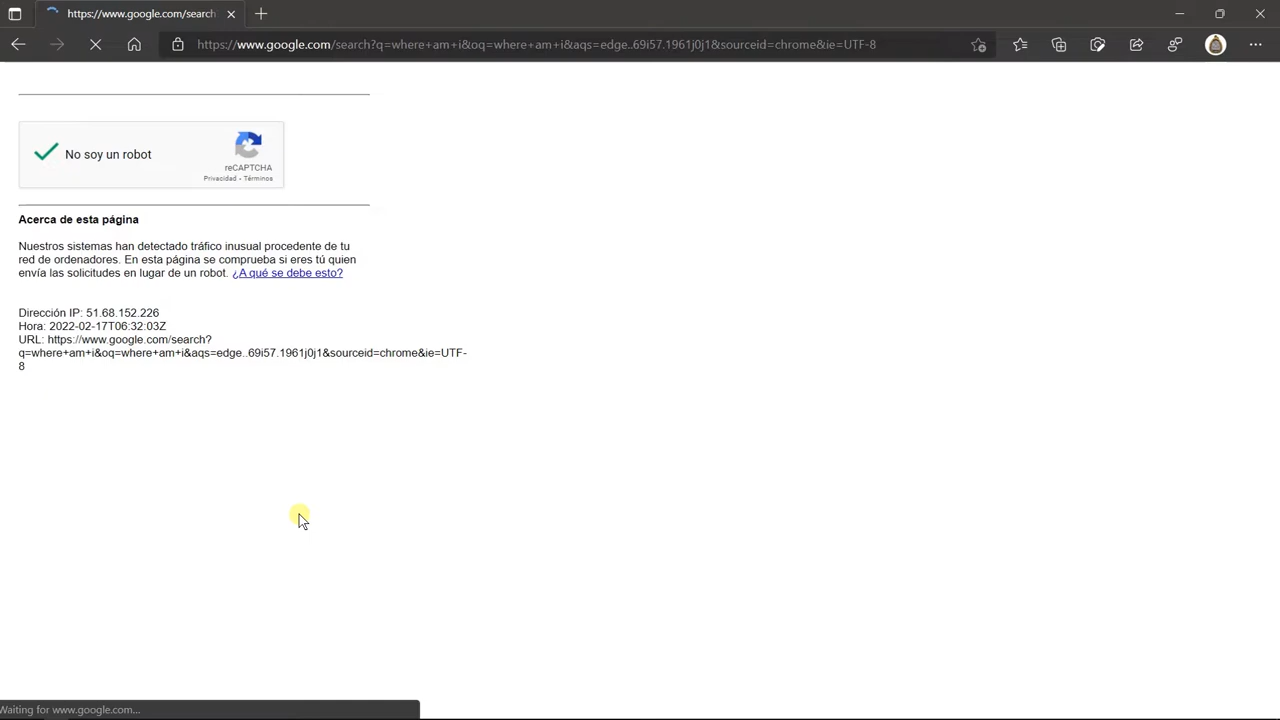 https://www.google.com/search
https://www.google.com/search?q=where+am+i&oq=where+am+i&aqs=edge..69i57.1961j0j1&sourceid=chrome&ie=UTF-8
No soy un robot
reCAPTCHA
Privacidad - Términos
Acerca de esta página
Nuestros sistemas han detectado tráfico inusual procedente de tu
red de ordenadores. En esta página se comprueba si eres tú quien
envía las solicitudes en lugar de un robot. ¿A qué se debe esto?
Dirección IP: 51.68.152.226
Hora: 2022-02-17T06:32:03Z
URL: https://www.google.com/search?
q=where+am+i&oq=where+am+i&aqs=edge..69i57.1961j0j1&sourceid=chrome&ie=UTF-
8
Waiting for www.google.com...